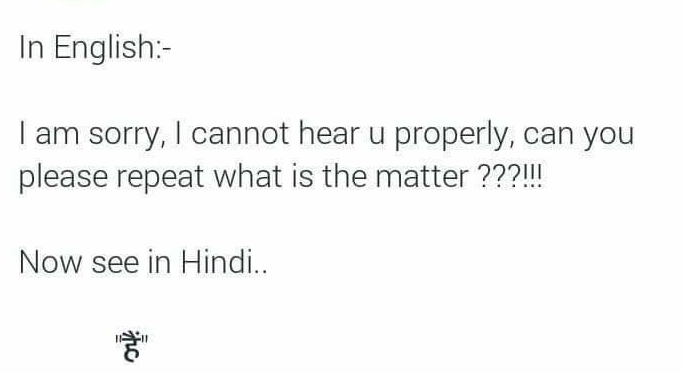 In English:-
I am sorry, I cannot hear u properly, can you
please repeat what is the matter ???!!!
Now see in Hindi..
"हैं"